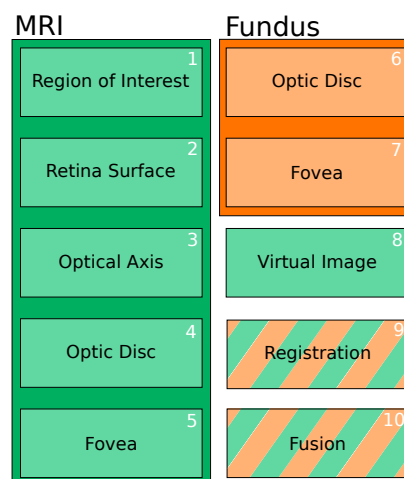 MRI
1
Region of Interest
2
Retina Surface
3
Optical Axis
4
Optic Disc
5
Fovea
Fundus
6
Optic Disc
7
Fovea
8
Virtual Image
9
Registration
10
Fusion